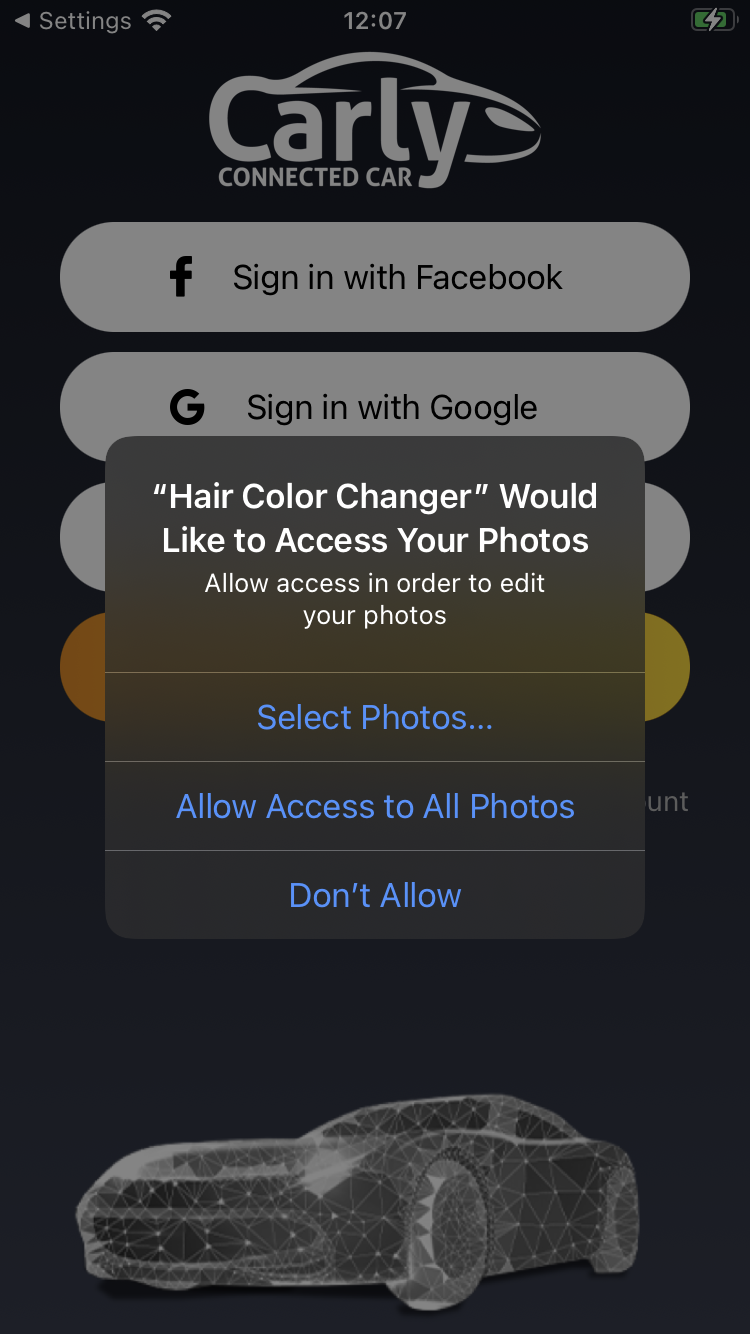 ◀ Settings 12:07
Carly
CONNECTED CAR
Sign in with Facebook
Sign in with Google
“Hair Color Changer” Would
Like to Access Your Photos
Allow access in order to edit
your photos
Select Photos...
Allow Access to All Photos
Don’t Allow